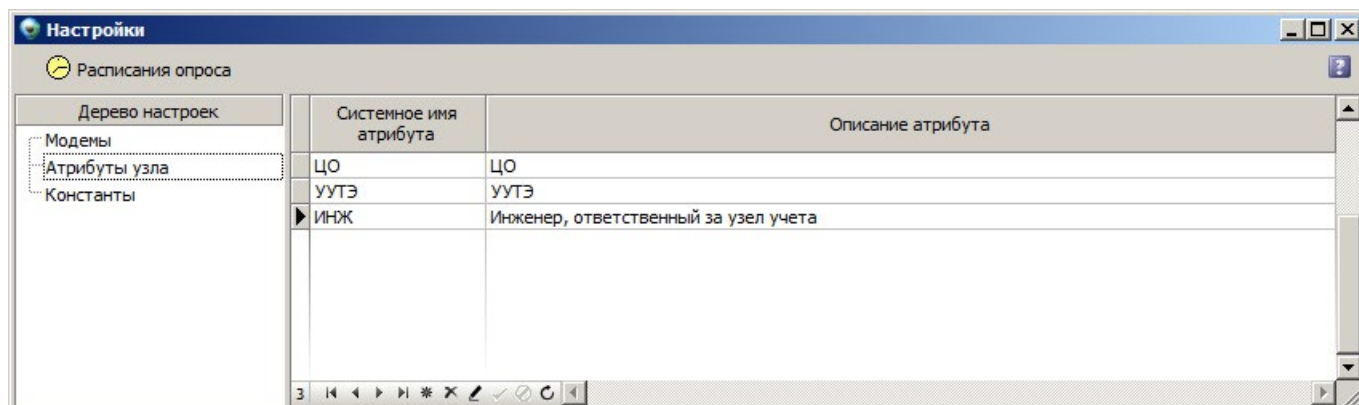 Настройки
Расписания опроса
Дерево настроек
Модемы
Атрибуты узла
Константы
Системное имя
атрибута
Описание атрибута
ЦО
ЦО
УУТЭ
УУТЭ
ИНЖ
Инженер, ответственный за узел учета
3